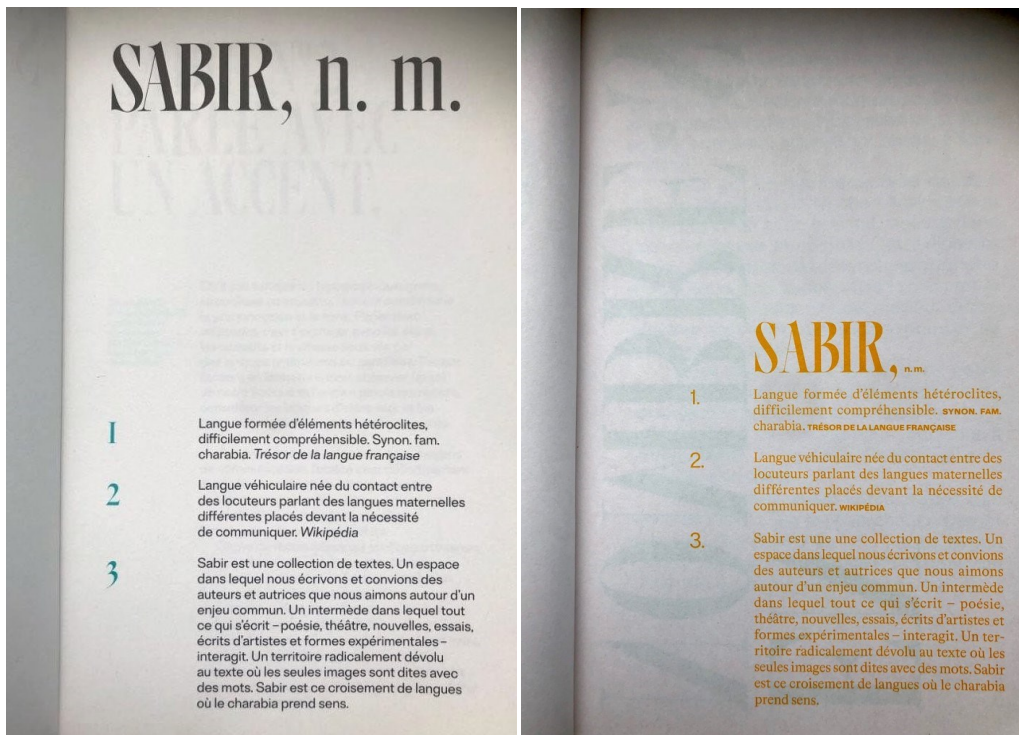 SABIR, n. m.
PARLE AVEC
UN ACCENT.
1
Langue formée d’éléments hétéroclites,
difficilement compréhensible. Synon. fam.
charabia. Trésor de la langue française
2
Langue véhiculaire née du contact entre
des locuteurs parlant des langues maternelles
différentes placés devant la nécessité
de communiquer. Wikipédia
3
Sabir est une collection de textes. Un espace
dans lequel nous écrivons et convions des
auteurs et autrices que nous aimons autour d’un
enjeu commun. Un intermède dans lequel tout
ce qui s’écrit – poésie, théâtre, nouvelles, essais,
écrits d’artistes et formes expérimentales –
interagit. Un territoire radicalement dévolu
au texte où les seules images sont dites avec
des mots. Sabir est ce croisement de langues
où le charabia prend sens.
SABIR, n. m.
1.
Langue formée d’éléments hétéroclites,
difficilement compréhensible. SYNON. FAM.
charabia. TRÉSOR DE LA LANGUE FRANÇAISE
2.
Langue véhiculaire née du contact entre des
locuteurs parlant des langues maternelles
différentes placés devant la nécessité de
communiquer. WIKIPÉDIA
3.
Sabir est une une collection de textes. Un
espace dans lequel nous écrivons et convions
des auteurs et autrices que nous aimons
autour d’un enjeu commun. Un intermède
dans lequel tout ce qui s’écrit – poésie,
théâtre, nouvelles, essais, écrits d’artistes et
formes expérimentales – interagit. Un ter-
ritoire radicalement dévolu au texte où les
seules images sont dites avec des mots. Sabir
est ce croisement de langues où le charabia
prend sens.